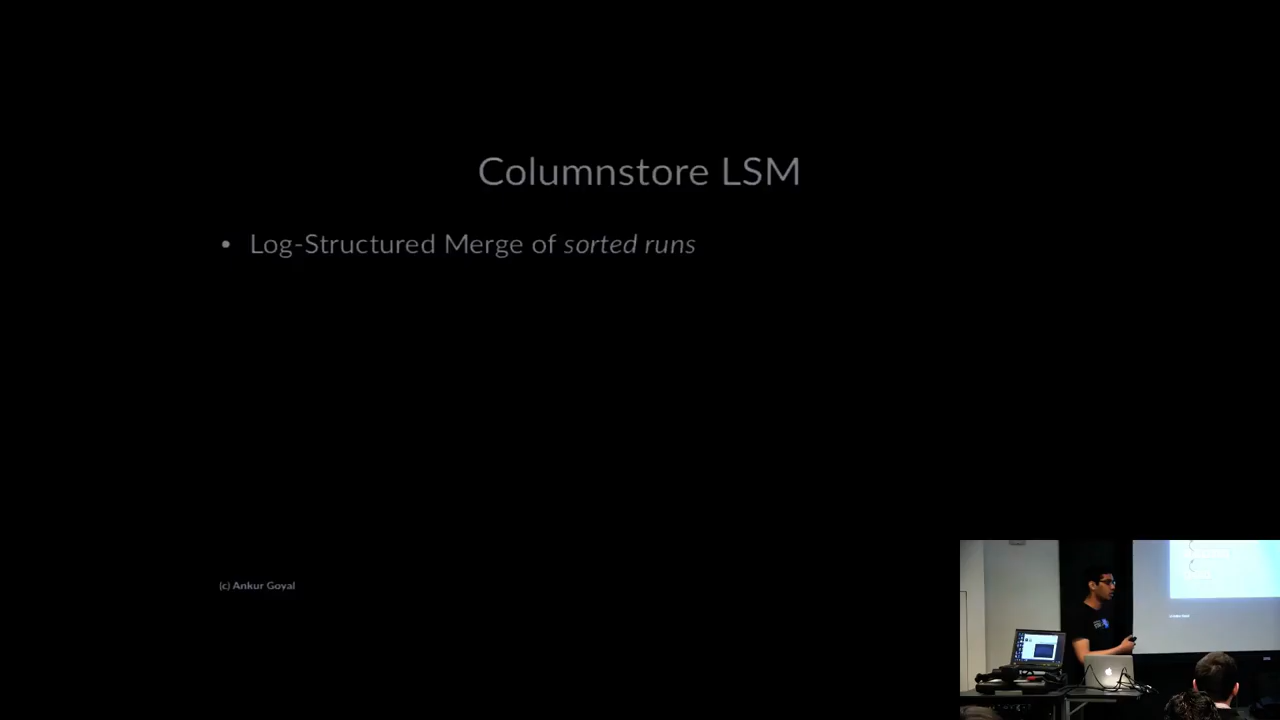 Columnstore LSM
• Log-Structured Merge of sorted runs
(c) Ankur Goyal